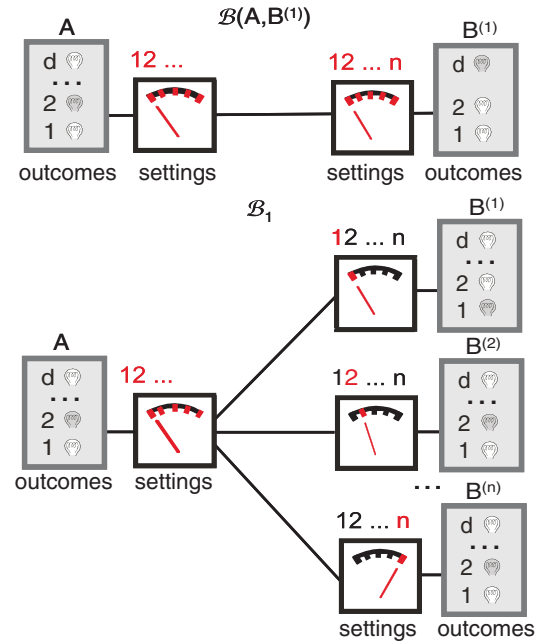 ℬ(A,B⁽¹⁾)
A
B⁽¹⁾
12 ...
12 ... n
d
...
2
1
d
2
1
outcomes
settings
settings
outcomes
ℬ₁
B⁽¹⁾
12 ... n
d
...
2
1
A
12 ...
d
...
2
1
outcomes
settings
B⁽²⁾
12 ... n
d
...
2
1
...
B⁽ⁿ⁾
12 ... n
d
...
2
1
settings
outcomes